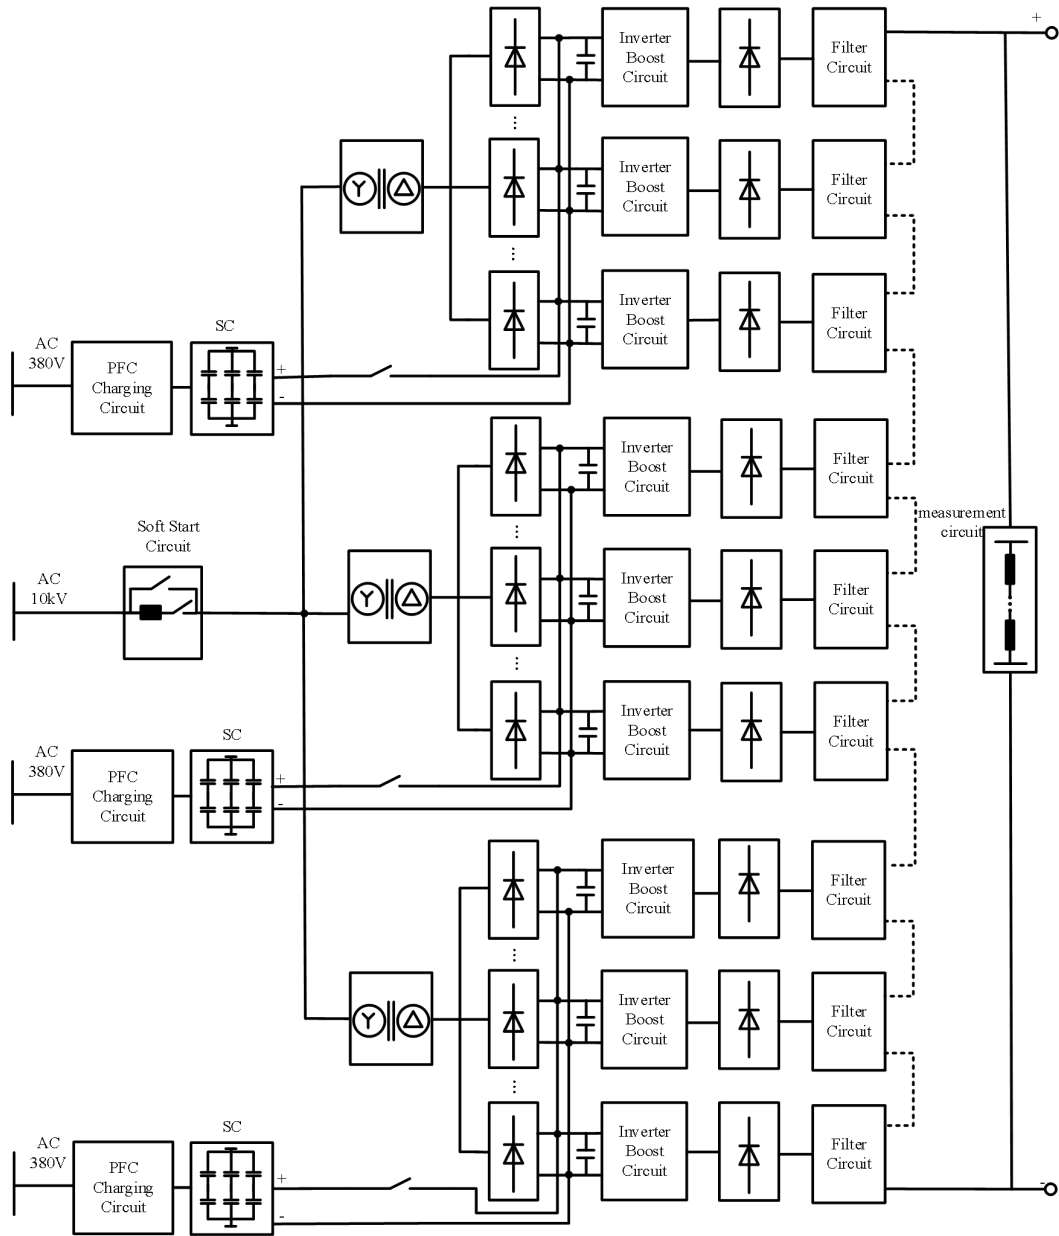 +
Inverter
Boost
Circuit
Filter
Circuit
...
Inverter
Boost
Circuit
Filter
Circuit
...
Inverter
Boost
Circuit
Filter
Circuit
SC
AC
380V
PFC
Charging
Circuit
+
-
Inverter
Boost
Circuit
Filter
Circuit
...
measurement
circuit
Soft Start
Circuit
AC
10kV
Inverter
Boost
Circuit
Filter
Circuit
...
Inverter
Boost
Circuit
Filter
Circuit
SC
AC
380V
PFC
Charging
Circuit
+
-
Inverter
Boost
Circuit
Filter
Circuit
...
Inverter
Boost
Circuit
Filter
Circuit
...
Inverter
Boost
Circuit
Filter
Circuit
SC
AC
380V
PFC
Charging
Circuit
+
-
-